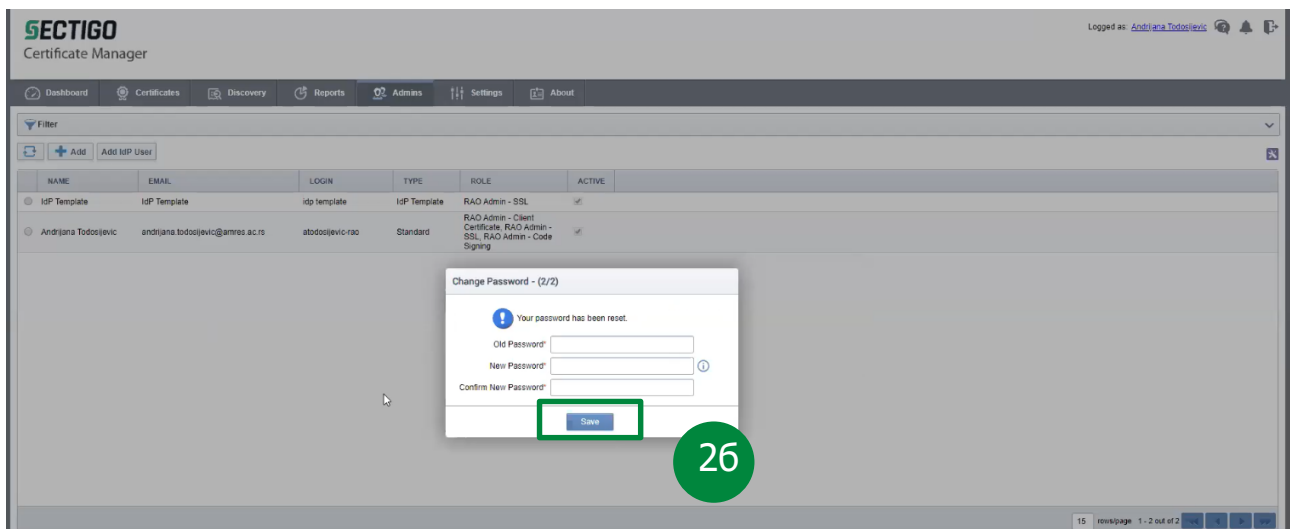 SECTIGO
Certificate Manager
Logged as: Andrijana Todosijevic
Dashboard Certificates Discovery Reports Admins Settings About
Filter
Add Add IdP User
NAME EMAIL LOGIN TYPE ROLE ACTIVE
IdP Template IdP Template idp template IdP Template RAO Admin - SSL
Andrijana Todosijevic andrijana.todosijevic@amres.ac.rs atodosijevic-rao Standard RAO Admin - Client
Certificate, RAO Admin -
SSL, RAO Admin - Code
Signing
Change Password - (2/2)
Your password has been reset.
Old Password*
New Password*
Confirm New Password*
Save
2б
15 rows/page 1 - 2 out of 2